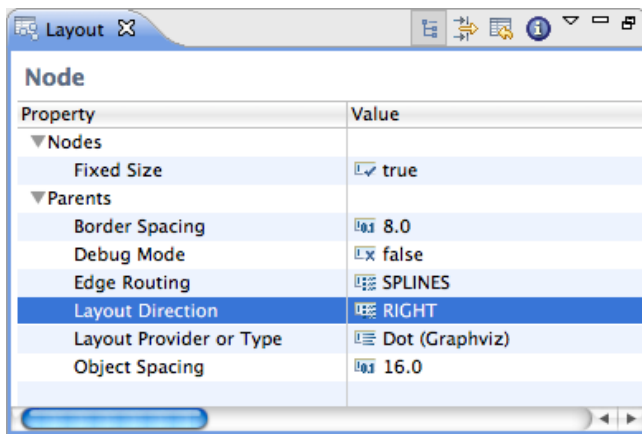 Layout
Node
Property Value
Nodes
Fixed Size true
Parents
Border Spacing 8.0
Debug Mode false
Edge Routing SPLINES
Layout Direction RIGHT
Layout Provider or Type Dot (Graphviz)
Object Spacing 16.0